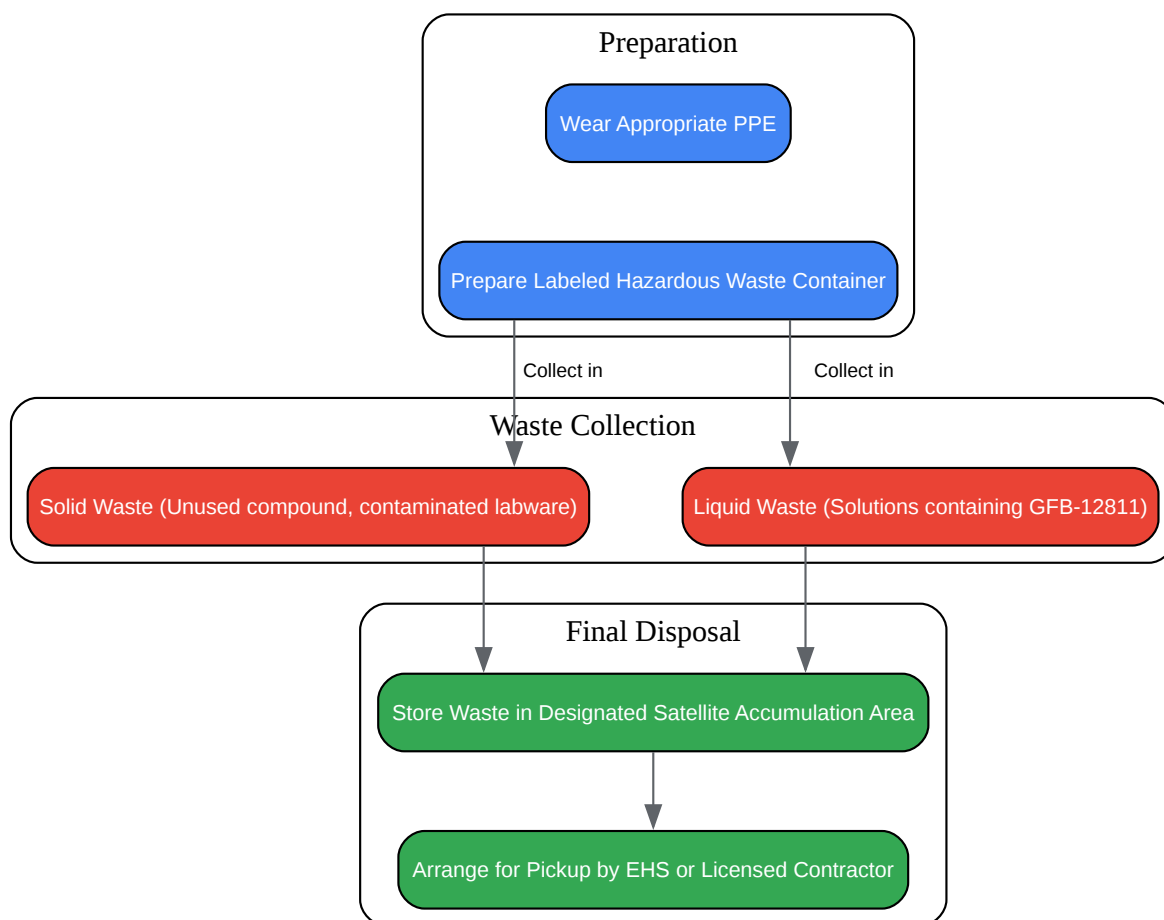 Preparation
Wear Appropriate PPE
Prepare Labeled Hazardous Waste Container
Collect in
Collect in
Waste Collection
Solid Waste (Unused compound, contaminated labware)
Liquid Waste (Solutions containing GFB-12811)
Final Disposal
Store Waste in Designated Satellite Accumulation Area
Arrange for Pickup by EHS or Licensed Contractor